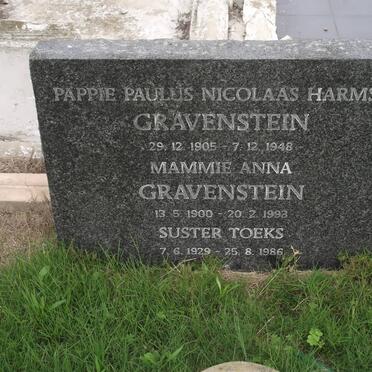 PAPPIE PAULUS NICOLAAS HARMS
GRAVENSTEIN
29. 12. 1905 - 7. 12. 1948
MAMMIE ANNA
GRAVENSTEIN
13. 5. 1900 - 20. 2. 1993
SUSTER TOEKS
7. 6. 1929 - 25. 8. 1986